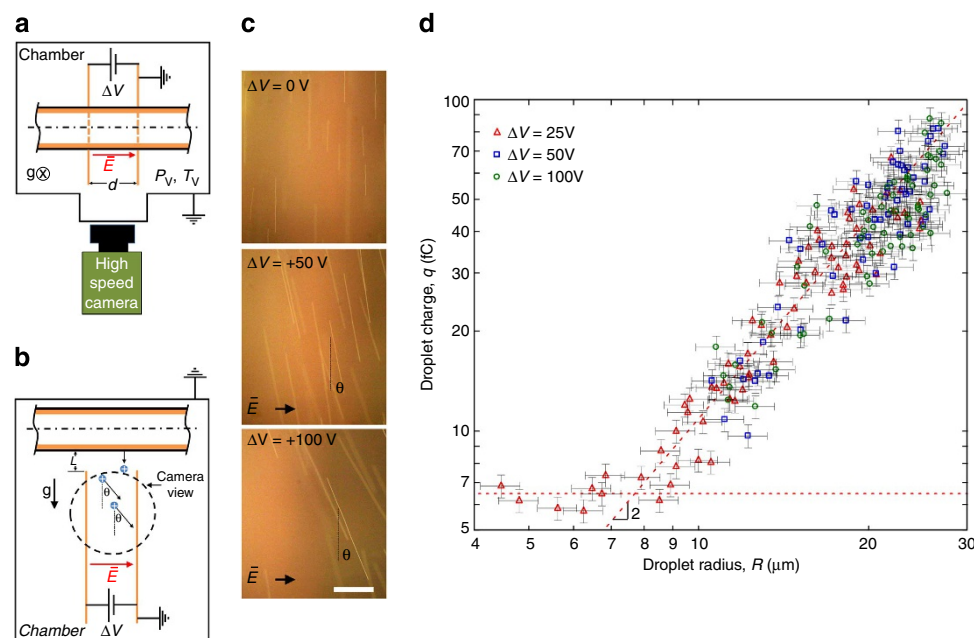 a
Chamber
ΔV
E̅
g⊗
d
P_V, T_V
High
speed
camera
b
L
g
Camera
view
θ
θ
E̅
Chamber
ΔV
c
ΔV = 0 V
ΔV = +50 V
θ
E̅
ΔV = +100 V
θ
E̅
d
Droplet charge, q (fC)
100
70
50
40
30
20
10
7
5
ΔV = 25V
ΔV = 50V
ΔV = 100V
2
4 5 6 7 8 9 10 20 30
Droplet radius, R (μm)